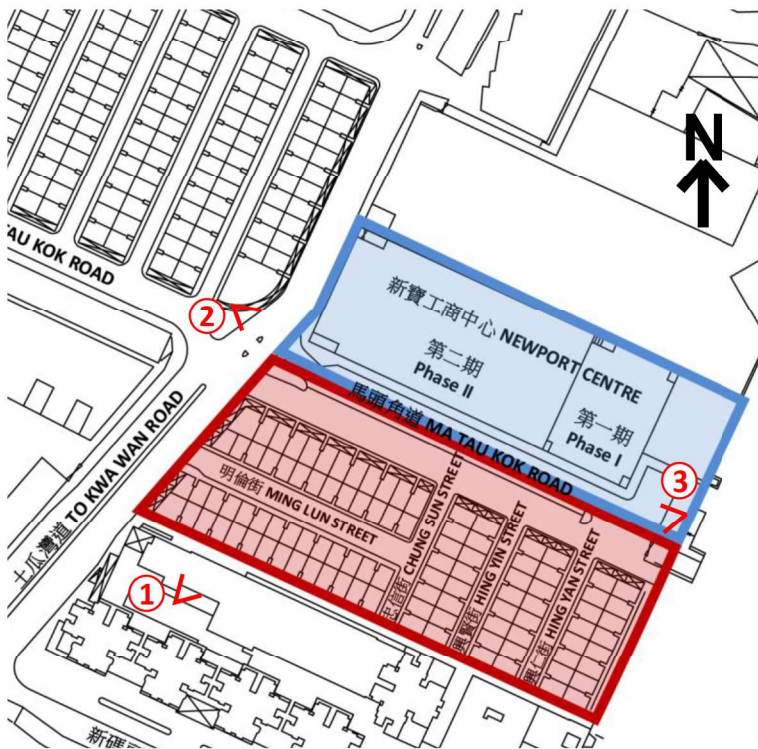 N
TAU KOK ROAD
②
新寶工商中心 NEWPORT CENTRE
第二期
Phase II
第一期
Phase I
馬頭角道 MA TAU KOK ROAD
③
土瓜灣道 TO KWA WAN ROAD
明倫街 MING LUN STREET
忠信街 CHUNG SUN STREET
興賢街 HING YIN STREET
興仁街 HING YAN STREET
①
新碼